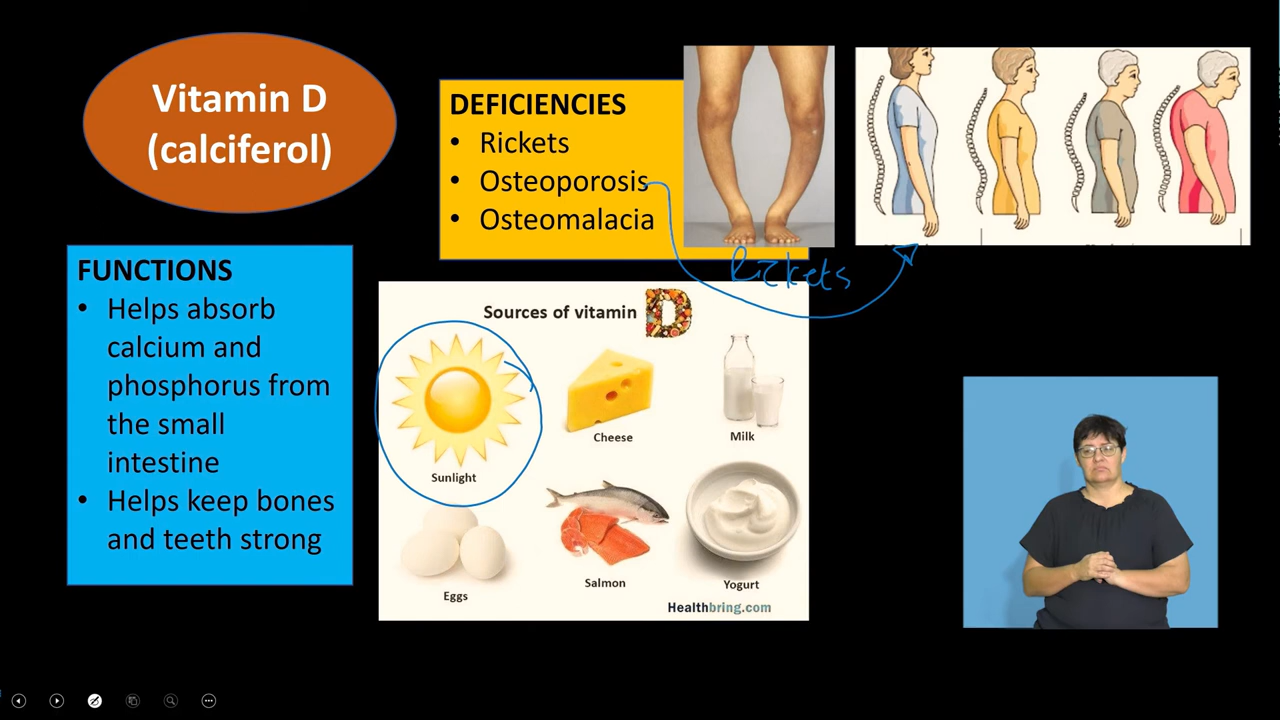 Vitamin D
(calciferol)
DEFICIENCIES
• Rickets
• Osteoporosis
• Osteomalacia
Rickets
FUNCTIONS
• Helps absorb
calcium and
phosphorus from
the small
intestine
• Helps keep bones
and teeth strong
Sources of vitamin D
Sunlight
Cheese
Milk
Eggs
Salmon
Yogurt
Healthbring.com